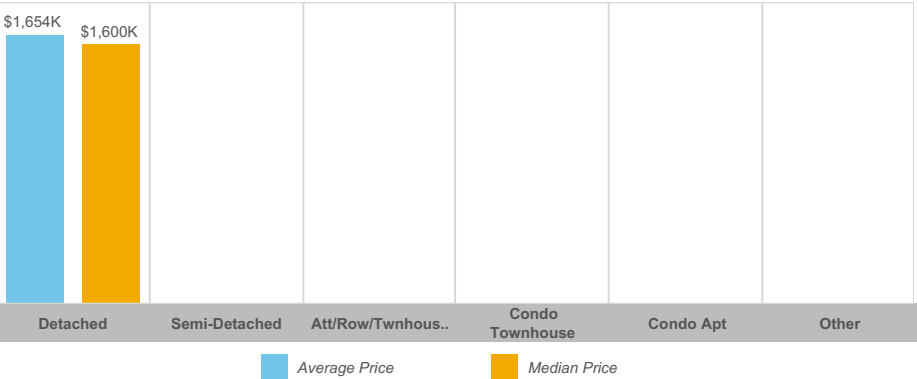 $1,654K
$1,600K
Detached
Semi-Detached
Att/Row/Twnhous..
Condo
Townhouse
Condo Apt
Other
Average Price
Median Price